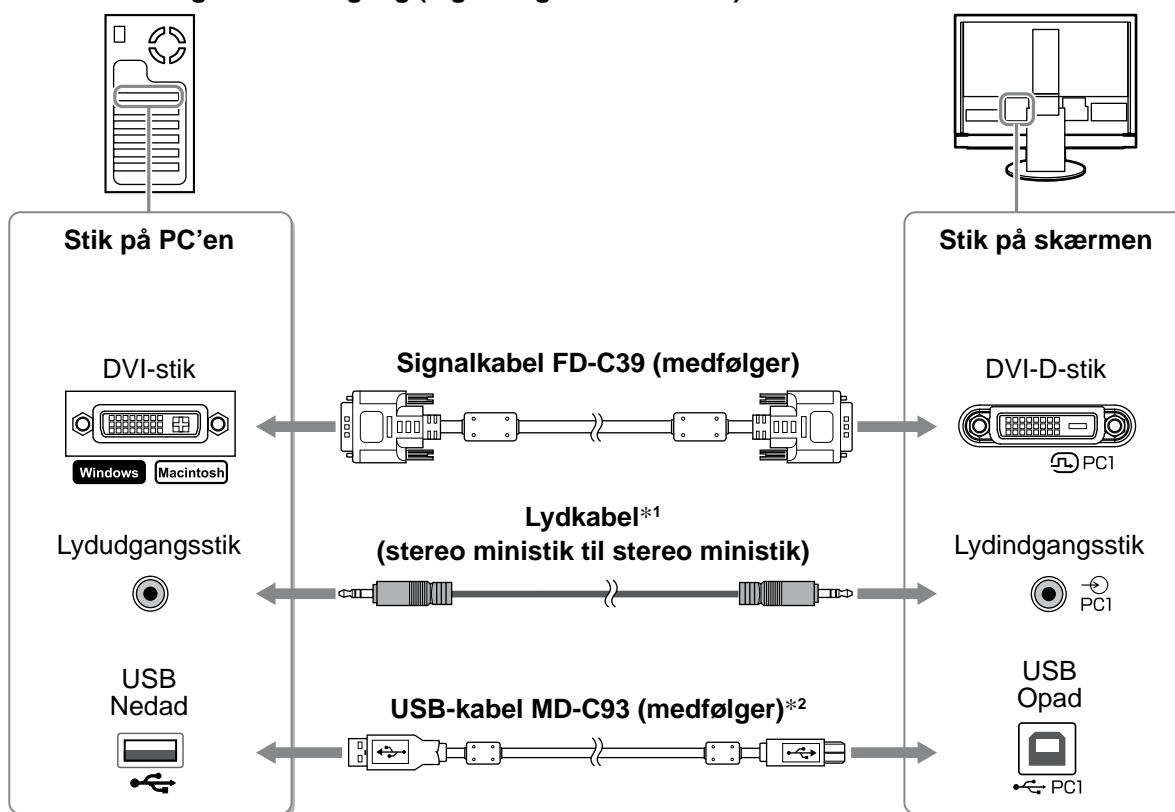 Stik på PC'en
Stik på skærmen
Signalkabel FD-C39 (medfølger)
DVI-stik
DVI-D-stik
Windows Macintosh
PC1
Lydkabel*1
(stereo ministik til stereo ministik)
Lydudgangsstik
Lydindgangsstik
PC1
USB
Nedad
USB
Opad
USB-kabel MD-C93 (medfølger)*2
PC1